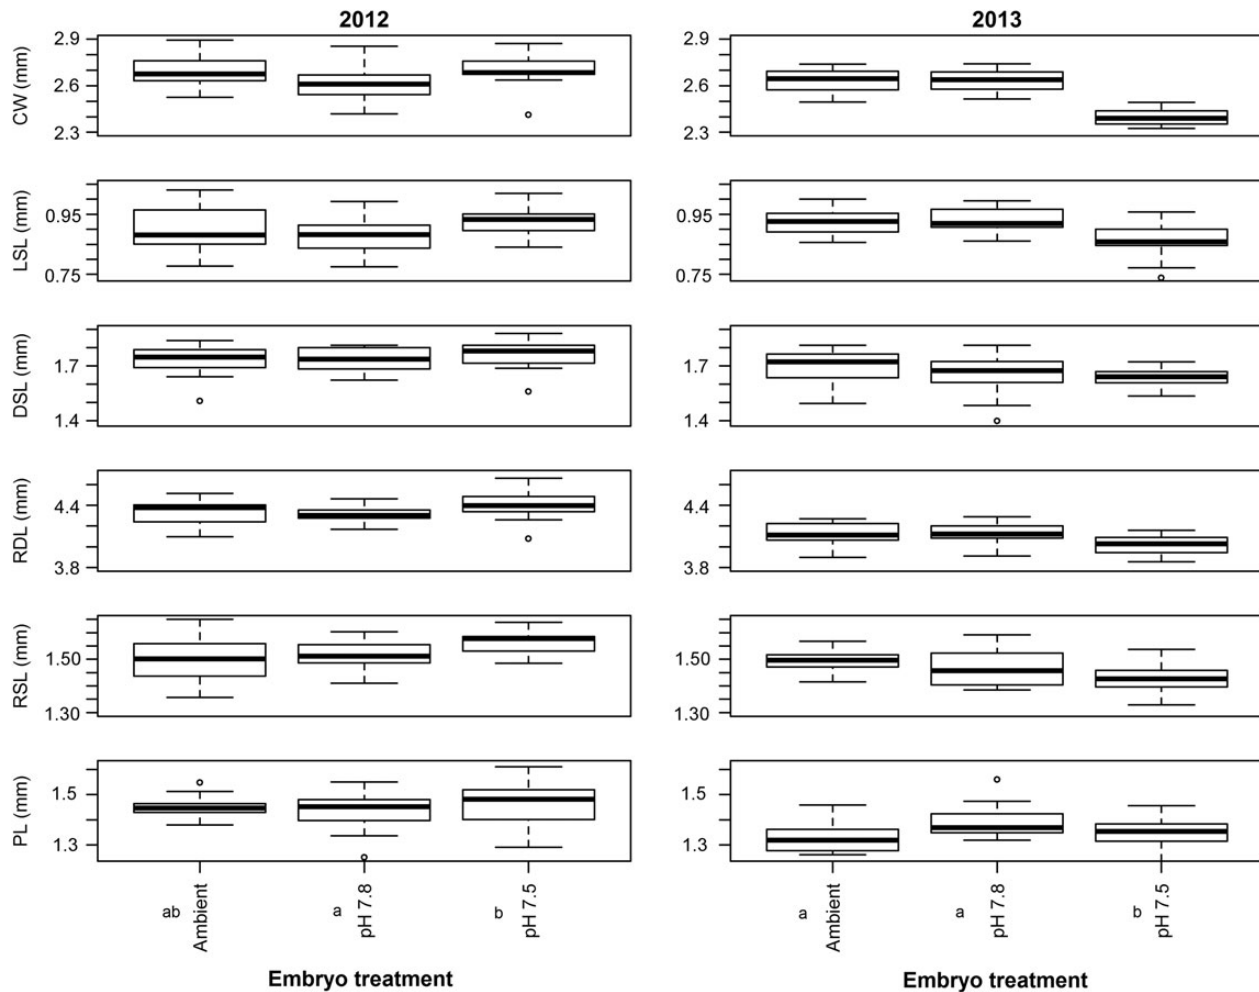 2012
2013
CW (mm)
2.9
2.6
2.3
2.9
2.6
2.3
LSL (mm)
0.95
0.75
0.95
0.75
DSL (mm)
1.7
1.4
1.7
1.4
RDL (mm)
4.4
3.8
4.4
3.8
RSL (mm)
1.50
1.30
1.50
1.30
PL (mm)
1.5
1.3
1.5
1.3
ab
Ambient
a
pH 7.8
b
pH 7.5
a
Ambient
a
pH 7.8
b
pH 7.5
Embryo treatment
Embryo treatment